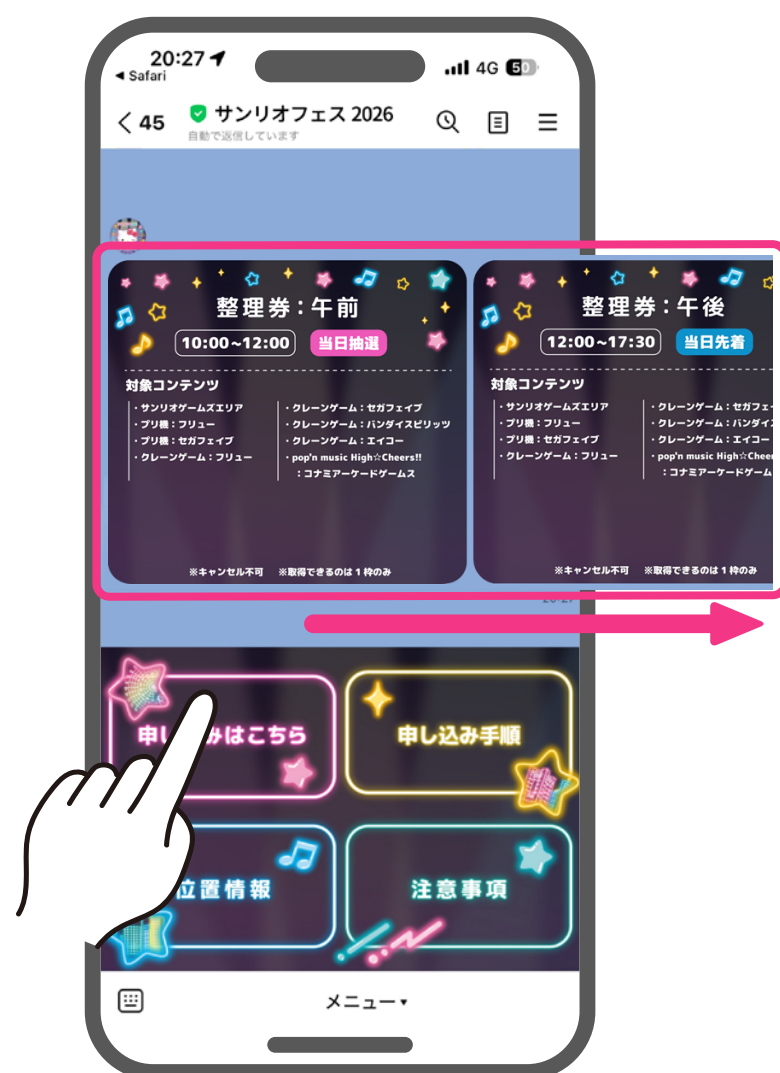 20:27
4G 50
◀ Safari
45
サンリオフェス 2026
自動で返信しています
整理券：午前
10:00~12:00 当日抽選
対象コンテンツ
・サンリオゲームズエリア
・プリ機：フリュー
・プリ機：セガフェイブ
・クレーンゲーム：フリュー
・クレーンゲーム：セガフェイブ
・クレーンゲーム：バンダイスピリッツ
・クレーンゲーム：エイコー
・pop'n music High☆Cheers!!
：コナミアーケードゲームス
※キャンセル不可 ※取得できるのは1枠のみ
整理券：午後
12:00~17:30 当日先着
対象コンテンツ
・サンリオゲームズエリア
・プリ機：フリュー
・プリ機：セガフェイブ
・クレーンゲーム：フリュー
・クレーンゲーム：セガフェ
・クレーンゲーム：バンダイ
・クレーンゲーム：エイコー
・pop'n music High☆Cheer
：コナミアーケードゲーム
※キャンセル不可 ※取得できるのは1枠のみ
申し みはこちら
申し込み手順
位置情報
注意事項
メニュー▼